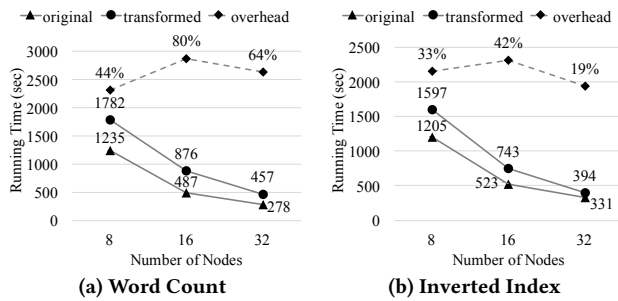 original transformed overhead
3000
2500
2000
1500
1000
500
0
Running Time (sec)
44% 80% 64%
1782 876 457
1235 487 278
8 16 32
Number of Nodes
(a) Word Count
original transformed overhead
2500
2000
1500
1000
500
0
Running Time (sec)
33% 42% 19%
1597 743 394
1205 523 331
8 16 32
Number of Nodes
(b) Inverted Index